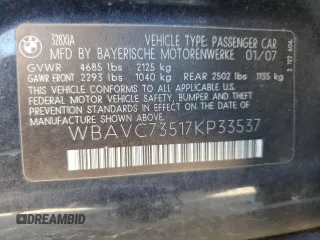 328XIA VEHICLE TYPE: PASSENGER CAR
MFD BY BAYERISCHE MOTORENWERKE 01/07
GVWR 4685 lbs 2125 kg
GAWR FRONT 2293 lbs 1040 kg REAR 2502 lbs 1135 kg
THIS VEHICLE CONFORMS TO ALL APPLICABLE FEDERAL MOTOR VEHICLE
SAFETY, BUMPER, AND THEFT PREVENTION STANDARDS
IN EFFECT ON THE DATE OF MANUFACTURE SHOWN ABOVE.
WBAVC73517KP33537
AUTOBIDMASTER